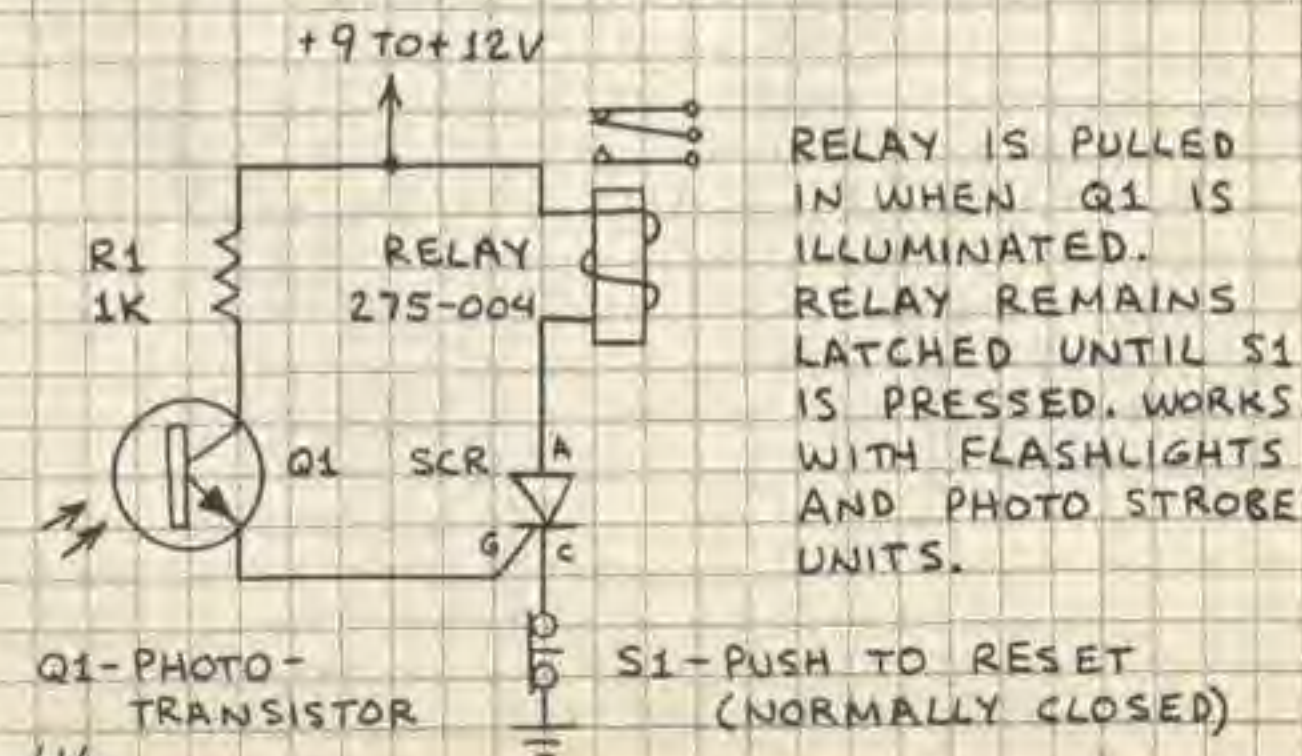 +9 TO +12V
RELAY IS PULLED
IN WHEN Q1 IS
ILLUMINATED.
RELAY REMAINS
LATCHED UNTIL S1
IS PRESSED. WORKS
WITH FLASHLIGHTS
AND PHOTO STROBE
UNITS.
R1
1K
RELAY
275-004
Q1
SCR
A
G
C
Q1-PHOTO-
TRANSISTOR
S1-PUSH TO RESET
(NORMALLY CLOSED)